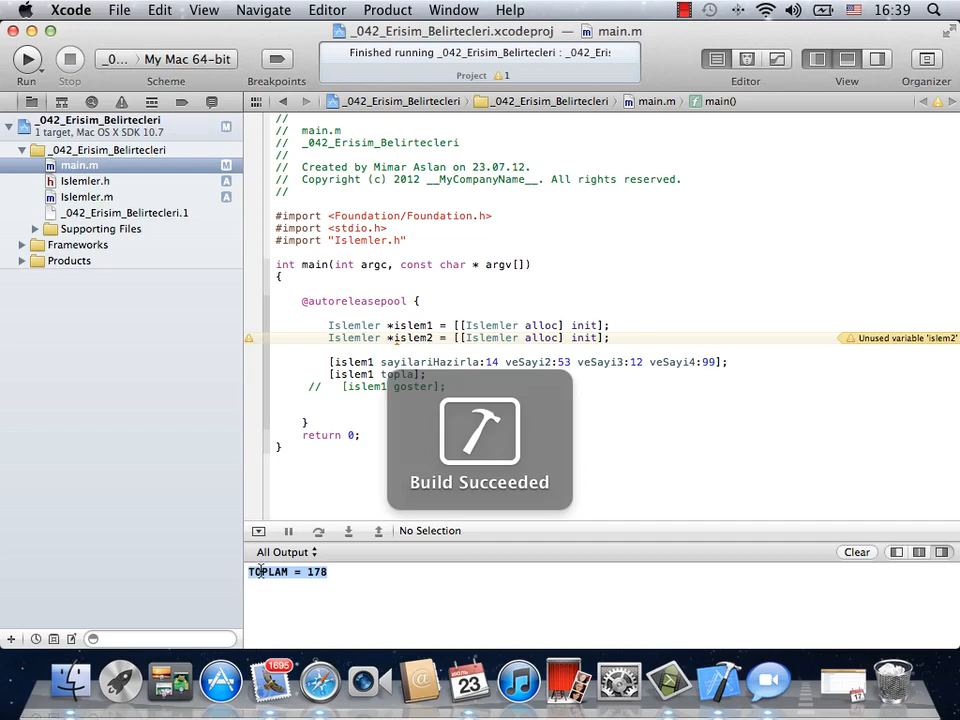 Xcode File Edit View Navigate Editor Product Window Help 16:39
_042_Erisim_Belirtecleri.xcodeproj — main.m
Finished running _042_Erisim_Belirtecleri : _042_Eris
Project 1
_0... My Mac 64-bit
Run Stop Scheme Breakpoints Editor View Organizer
_042_Erisim_Belirtecleri _042_Erisim_Belirtecleri main.m main()
_042_Erisim_Belirtecleri M
1 target, Mac OS X SDK 10.7
_042_Erisim_Belirtecleri
main.m M
Islemler.h A
Islemler.m A
_042_Erisim_Belirtecleri.1
Supporting Files
Frameworks
Products
//
// main.m
// _042_Erisim_Belirtecleri
//
// Created by Mimar Aslan on 23.07.12.
// Copyright (c) 2012 __MyCompanyName__. All rights reserved.
//
#import <Foundation/Foundation.h>
#import <stdio.h>
#import "Islemler.h"
int main(int argc, const char * argv[])
{
@autoreleasepool {
Islemler *islem1 = [[Islemler alloc] init];
Islemler *islem2 = [[Islemler alloc] init]; Unused variable 'islem2'
[islem1 sayilariHazirla:14 veSayi2:53 veSayi3:12 veSayi4:99];
[islem1 topla];
// [islem1 goster];
}
return 0;
}
Build Succeeded
No Selection
All Output Clear
TOPLAM = 178
1695
23
17